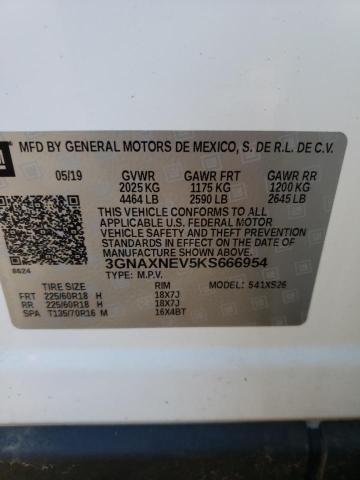 GM
MFD BY GENERAL MOTORS DE MEXICO, S. DE R.L. DE C.V.
05/19 GVWR GAWR FRT GAWR RR
2025 KG 1175 KG 1200 KG
4464 LB 2590 LB 2645 LB
THIS VEHICLE CONFORMS TO ALL
APPLICABLE U.S. FEDERAL MOTOR
VEHICLE SAFETY STANDARDS IN
EFFECT ON THE DATE OF
MANUFACTURE SHOWN ABOVE.
8624 3GNAXNEV5KS666954
TYPE: M.P.V.
TIRE SIZE RIM MODEL: 541XS26
FRT 225/60R18 H 18X7J
RR 225/60R18 H 18X7J
SPA T135/70R16 M 16X4BT